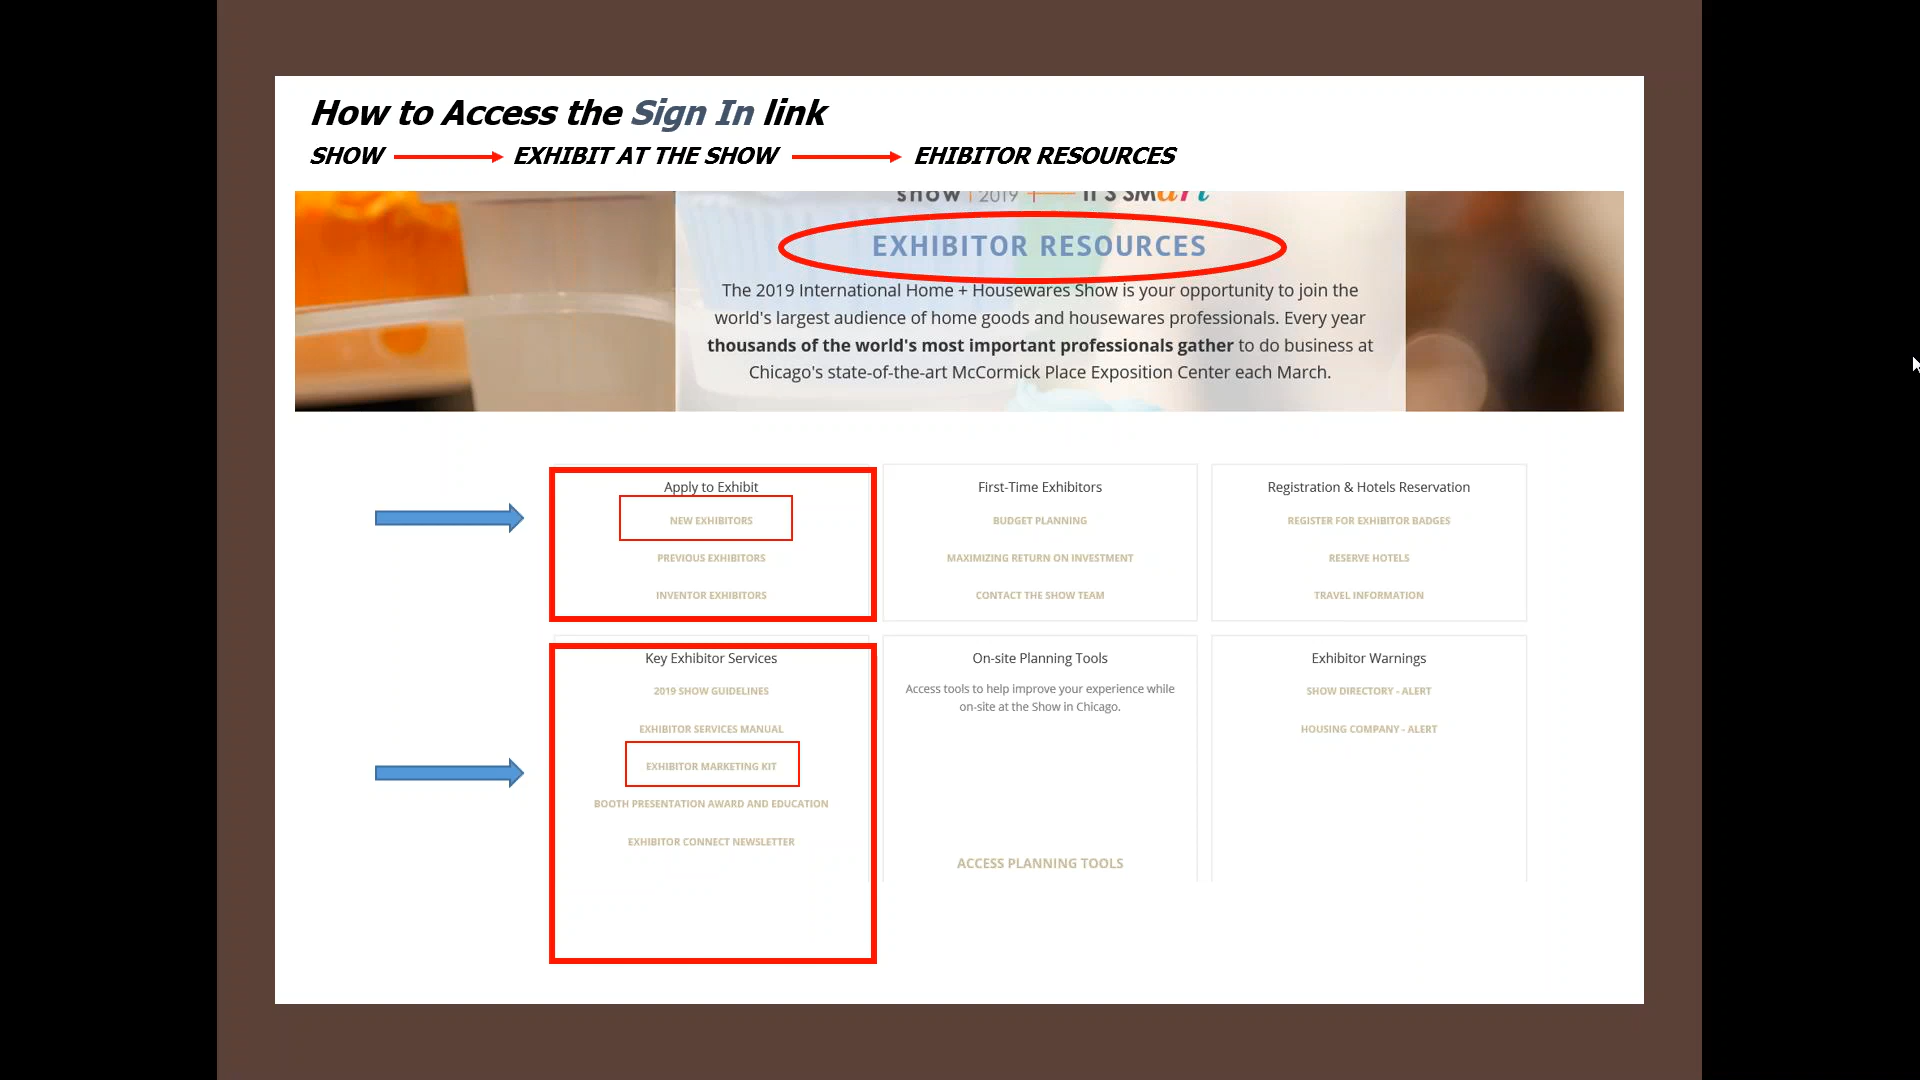 How to Access the Sign In link
SHOW EXHIBIT AT THE SHOW EHIBITOR RESOURCES
show | 2019 IT'S SMart
EXHIBITOR RESOURCES
The 2019 International Home + Housewares Show is your opportunity to join the
world's largest audience of home goods and housewares professionals. Every year
thousands of the world's most important professionals gather to do business at
Chicago's state-of-the-art McCormick Place Exposition Center each March.
Apply to Exhibit
NEW EXHIBITORS
PREVIOUS EXHIBITORS
INVENTOR EXHIBITORS
First-Time Exhibitors
BUDGET PLANNING
MAXIMIZING RETURN ON INVESTMENT
CONTACT THE SHOW TEAM
Registration & Hotels Reservation
REGISTER FOR EXHIBITOR BADGES
RESERVE HOTELS
TRAVEL INFORMATION
Key Exhibitor Services
2019 SHOW GUIDELINES
EXHIBITOR SERVICES MANUAL
EXHIBITOR MARKETING KIT
BOOTH PRESENTATION AWARD AND EDUCATION
EXHIBITOR CONNECT NEWSLETTER
On-site Planning Tools
Access tools to help improve your experience while
on-site at the Show in Chicago.
ACCESS PLANNING TOOLS
Exhibitor Warnings
SHOW DIRECTORY - ALERT
HOUSING COMPANY - ALERT